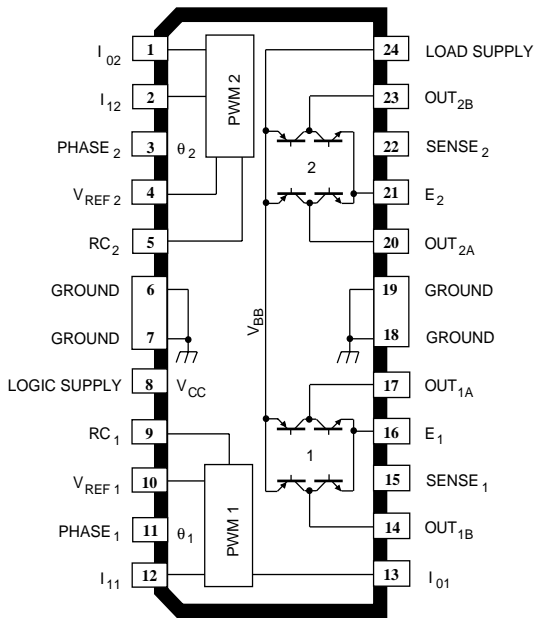 I02 1 24 LOAD SUPPLY
I12 2 PWM 2 23 OUT2B
PHASE2 3 θ2 22 SENSE2
VREF 2 4 2 21 E2
RC2 5 20 OUT2A
GROUND 6 19 GROUND
GROUND 7 VBB 18 GROUND
LOGIC SUPPLY 8 VCC 17 OUT1A
RC1 9 16 E1
VREF 1 10 1 15 SENSE1
PHASE1 11 θ1 PWM 1 14 OUT1B
I11 12 13 I01